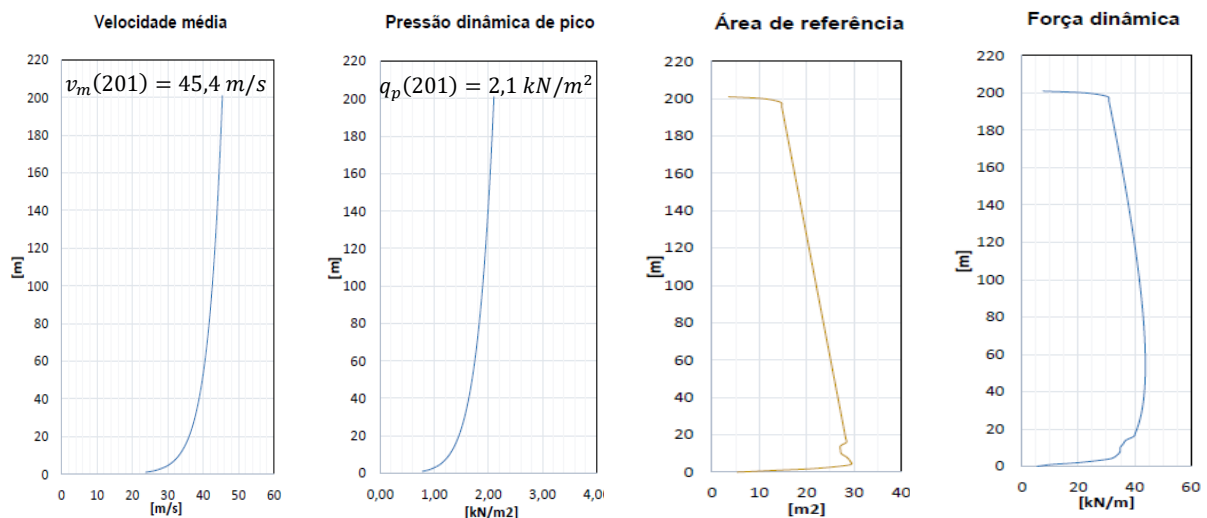 Velocidade média
220
200
180
160
140
120
100
80
60
40
20
0
[m]
v_m(201) = 45,4 m/s
0 10 20 30 40 50 60
[m/s]
Pressão dinâmica de pico
220
200
180
160
140
120
100
80
60
40
20
0
[m]
q_p(201) = 2,1 kN/m²
0,00 1,00 2,00 3,00 4,00
[kN/m2]
Área de referência
220
200
180
160
140
120
100
80
60
40
20
0
[m]
0 10 20 30 40
[m2]
Força dinâmica
220
200
180
160
140
120
100
80
60
40
20
0
[m]
0 20 40 60
[kN/m]